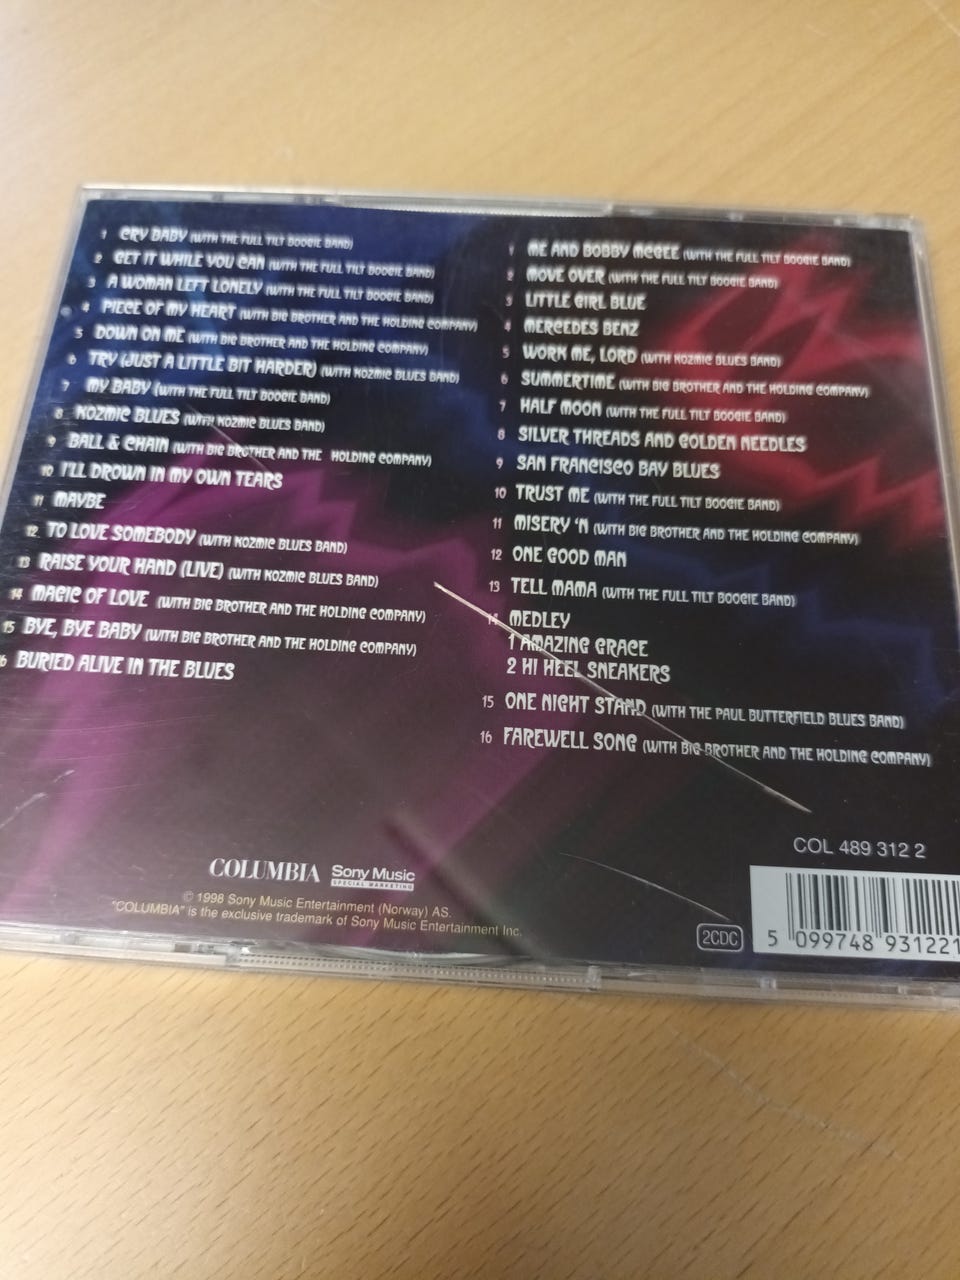 1 CRY BABY (WITH THE FULL TILT BOOGIE BAND)
2 GET IT WHILE YOU CAN (WITH THE FULL TILT BOOGIE BAND)
3 A WOMAN LEFT LONELY (WITH THE FULL TILT BOOGIE BAND)
4 PIECE OF MY HEART (WITH BIG BROTHER AND THE HOLDING COMPANY)
5 DOWN ON ME (WITH BIG BROTHER AND THE HOLDING COMPANY)
6 TRY (JUST A LITTLE BIT HARDER) (WITH KOZMIC BLUES BAND)
7 MY BABY (WITH THE FULL TILT BOOGIE BAND)
8 KOZMIC BLUES (WITH KOZMIC BLUES BAND)
9 BALL & CHAIN (WITH BIG BROTHER AND THE HOLDING COMPANY)
10 I'LL DROWN IN MY OWN TEARS
11 MAYBE
12 TO LOVE SOMEBODY (WITH KOZMIC BLUES BAND)
13 RAISE YOUR HAND (LIVE) (WITH KOZMIC BLUES BAND)
14 MAGIC OF LOVE (WITH BIG BROTHER AND THE HOLDING COMPANY)
15 BYE, BYE BABY (WITH BIG BROTHER AND THE HOLDING COMPANY)
16 BURIED ALIVE IN THE BLUES
1 ME AND BOBBY MCGEE (WITH THE FULL TILT BOOGIE BAND)
2 MOVE OVER (WITH THE FULL TILT BOOGIE BAND)
3 LITTLE GIRL BLUE
4 MERCEDES BENZ
5 WORK ME, LORD (WITH KOZMIC BLUES BAND)
6 SUMMERTIME (WITH BIG BROTHER AND THE HOLDING COMPANY)
7 HALF MOON (WITH THE FULL TILT BOOGIE BAND)
8 SILVER THREADS AND GOLDEN NEEDLES
9 SAN FRANCISCO BAY BLUES
10 TRUST ME (WITH THE FULL TILT BOOGIE BAND)
11 MISERY 'N (WITH BIG BROTHER AND THE HOLDING COMPANY)
12 ONE GOOD MAN
13 TELL MAMA (WITH THE FULL TILT BOOGIE BAND)
14 MEDLEY
1 AMAZING GRACE
2 HI HEEL SNEAKERS
15 ONE NIGHT STAND (WITH THE PAUL BUTTERFIELD BLUES BAND)
16 FAREWELL SONG (WITH BIG BROTHER AND THE HOLDING COMPANY)
COL 489 312 2
COLUMBIA Sony Music
SPECIAL MARKETING
© 1998 Sony Music Entertainment (Norway) AS.
"COLUMBIA" is the exclusive trademark of Sony Music Entertainment Inc.
2CDC
5 099748 931221